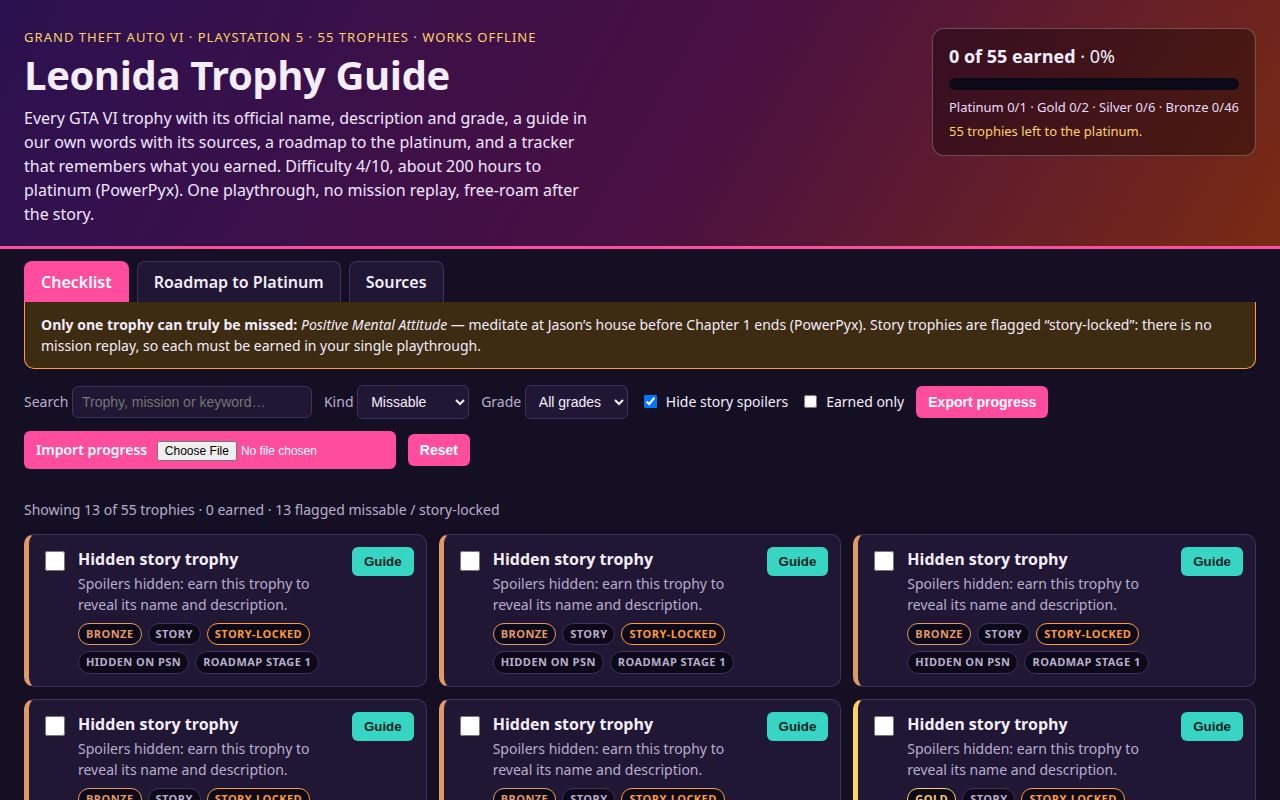 GRAND THEFT AUTO VI · PLAYSTATION 5 · 55 TROPHIES · WORKS OFFLINE
Leonida Trophy Guide
Every GTA VI trophy with its official name, description and grade, a guide in
our own words with its sources, a roadmap to the platinum, and a tracker
that remembers what you earned. Difficulty 4/10, about 200 hours to
platinum (PowerPyx). One playthrough, no mission replay, free-roam after
the story.
0 of 55 earned · 0%
Platinum 0/1 · Gold 0/2 · Silver 0/6 · Bronze 0/46
55 trophies left to the platinum.
Checklist Roadmap to Platinum Sources
Only one trophy can truly be missed: Positive Mental Attitude — meditate at Jason’s house before Chapter 1 ends (PowerPyx). Story trophies are flagged “story-locked”: there is no
mission replay, so each must be earned in your single playthrough.
Search Trophy, mission or keyword… Kind Missable Grade All grades Hide story spoilers Earned only Export progress
Import progress Choose File No file chosen Reset
Showing 13 of 55 trophies · 0 earned · 13 flagged missable / story-locked
Hidden story trophy Guide
Spoilers hidden: earn this trophy to
reveal its name and description.
BRONZE STORY STORY-LOCKED
HIDDEN ON PSN ROADMAP STAGE 1
Hidden story trophy Guide
Spoilers hidden: earn this trophy to
reveal its name and description.
BRONZE STORY STORY-LOCKED
HIDDEN ON PSN ROADMAP STAGE 1
Hidden story trophy Guide
Spoilers hidden: earn this trophy to
reveal its name and description.
BRONZE STORY STORY-LOCKED
HIDDEN ON PSN ROADMAP STAGE 1
Hidden story trophy Guide
Spoilers hidden: earn this trophy to
reveal its name and description.
BRONZE STORY STORY-LOCKED
Hidden story trophy Guide
Spoilers hidden: earn this trophy to
reveal its name and description.
BRONZE STORY STORY-LOCKED
Hidden story trophy Guide
Spoilers hidden: earn this trophy to
reveal its name and description.
GOLD STORY STORY-LOCKED